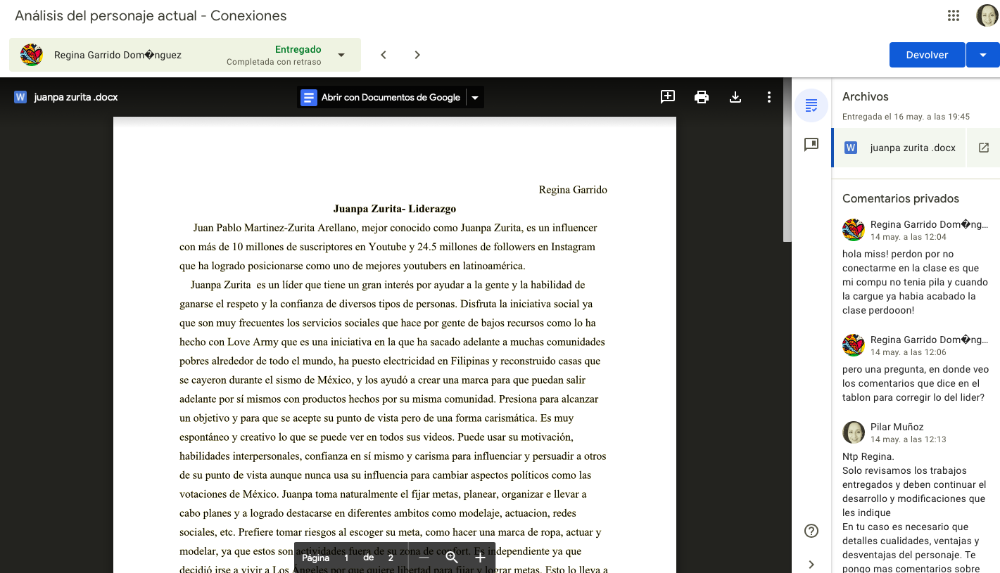 Análisis del personaje actual - Conexiones
Regina Garrido Dom�nguez
Entregado
Completada con retraso
Devolver
W juanpa zurita .docx
Abrir con Documentos de Google
Regina Garrido
Juanpa Zurita- Liderazgo
Juan Pablo Martinez-Zurita Arellano, mejor conocido como Juanpa Zurita, es un influencer
con más de 10 millones de suscriptores en Youtube y 24.5 millones de followers en Instagram
que ha logrado posicionarse como uno de mejores youtubers en latinoamérica.
Juanpa Zurita es un líder que tiene un gran interés por ayudar a la gente y la habilidad de
ganarse el respeto y la confianza de diversos tipos de personas. Disfruta la iniciativa social ya
que son muy frecuentes los servicios sociales que hace por gente de bajos recursos como lo ha
hecho con Love Army que es una iniciativa en la que ha sacado adelante a muchas comunidades
pobres alrededor de todo el mundo, ha puesto electricidad en Filipinas y reconstruido casas que
se cayeron durante el sismo de México, y los ayudó a crear una marca para que puedan salir
adelante por sí mismos con productos hechos por su misma comunidad. Presiona para alcanzar
un objetivo y para que se acepte su punto de vista pero de una forma carismática. Es muy
espontáneo y creativo lo que se puede ver en todos sus videos. Puede usar su motivación,
habilidades interpersonales, confianza en sí mismo y carisma para influenciar y persuadir a otros
de su punto de vista aunque nunca usa su influencia para cambiar aspectos políticos como las
votaciones de México. Juanpa toma naturalmente el fijar metas, planear, organizar e llevar a
cabo planes y a logrado destacarse en diferentes ambitos como modelaje, actuacion, redes
sociales, etc. Prefiere tomar riesgos al escoger su meta, como hacer una marca de ropa, actuar y
modelar, ya que estos son actividades fuera de su zona de confort. Es independiente ya que
decidió irse a vivir a Los Ángeles por que quiere libertad para fijar y lograr metas. Esto lo lleva a
Página 1 de 2
Archivos
Entregada el 16 may. a las 19:45
W juanpa zurita .docx
Comentarios privados
Regina Garrido Dom�ng...
14 may. a las 12:04
hola miss! perdon por no
conectarme en la clase es que
mi compu no tenia pila y cuando
la cargue ya habia acabado la
clase perdooon!
Regina Garrido Dom�ng...
14 may. a las 12:06
pero una pregunta, en donde veo
los comentarios que dice en el
tablon para corregir lo del lider?
Pilar Muñoz
14 may. a las 12:13
Ntp Regina.
Solo revisamos los trabajos
entregados y deben continuar el
desarrollo y modificaciones que
les indique
En tu caso es necesario que
detalles cualidades, ventajas y
desventajas del personaje. Te
pongo mas comentarios sobre